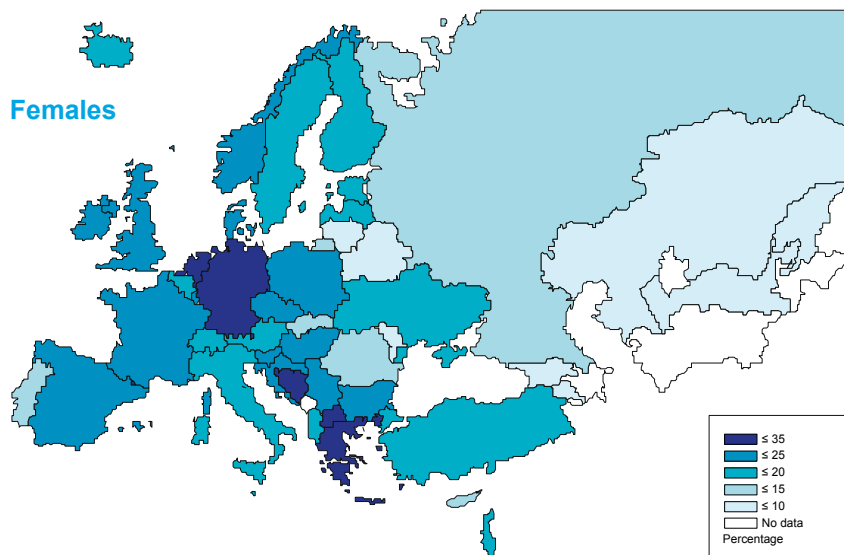 Females
≤ 35
≤ 25
≤ 20
≤ 15
≤ 10
No data
Percentage